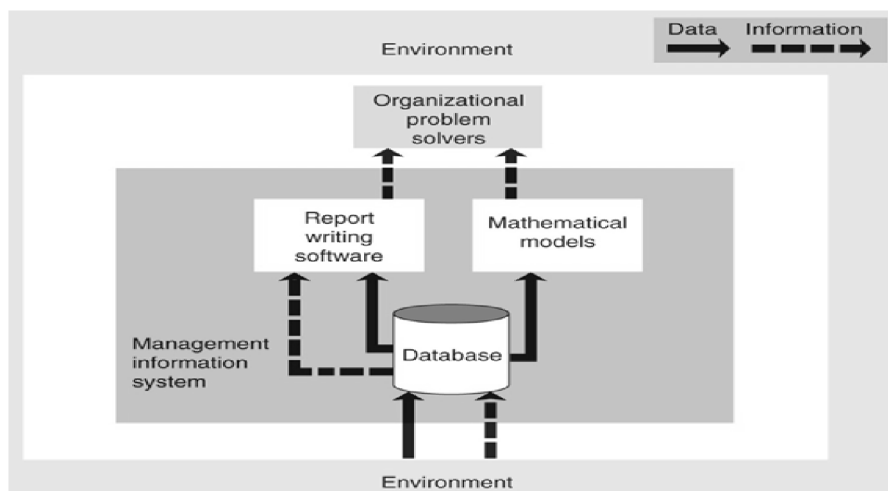 Data Information
Environment
Organizational
problem
solvers
Report
writing
software
Mathematical
models
Management
information
system
Database
Environment